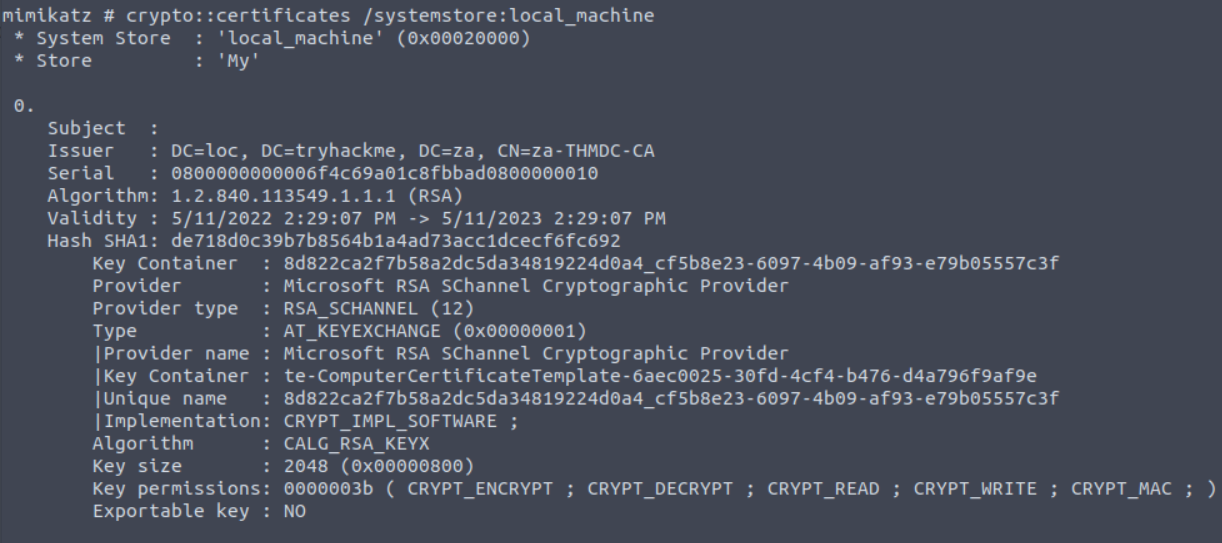 mimikatz # crypto::certificates /systemstore:local_machine
 * System Store  : 'local_machine' (0x00020000)
 * Store         : 'My'

 0.
    Subject  :
    Issuer   : DC=loc, DC=tryhackme, DC=za, CN=za-THMDC-CA
    Serial   : 0800000000006f4c69a01c8fbbad0800000010
    Algorithm: 1.2.840.113549.1.1.1 (RSA)
    Validity : 5/11/2022 2:29:07 PM -> 5/11/2023 2:29:07 PM
    Hash SHA1: de718d0c39b7b8564b1a4ad73acc1dcecf6fc692
        Key Container  : 8d822ca2f7b58a2dc5da34819224d0a4_cf5b8e23-6097-4b09-af93-e79b05557c3f
        Provider       : Microsoft RSA SChannel Cryptographic Provider
        Provider type  : RSA_SCHANNEL (12)
        Type           : AT_KEYEXCHANGE (0x00000001)
        |Provider name : Microsoft RSA SChannel Cryptographic Provider
        |Key Container : te-ComputerCertificateTemplate-6aec0025-30fd-4cf4-b476-d4a796f9af9e
        |Unique name   : 8d822ca2f7b58a2dc5da34819224d0a4_cf5b8e23-6097-4b09-af93-e79b05557c3f
        |Implementation: CRYPT_IMPL_SOFTWARE ;
        Algorithm      : CALG_RSA_KEYX
        Key size       : 2048 (0x00000800)
        Key permissions: 0000003b ( CRYPT_ENCRYPT ; CRYPT_DECRYPT ; CRYPT_READ ; CRYPT_WRITE ; CRYPT_MAC ; )
        Exportable key : NO